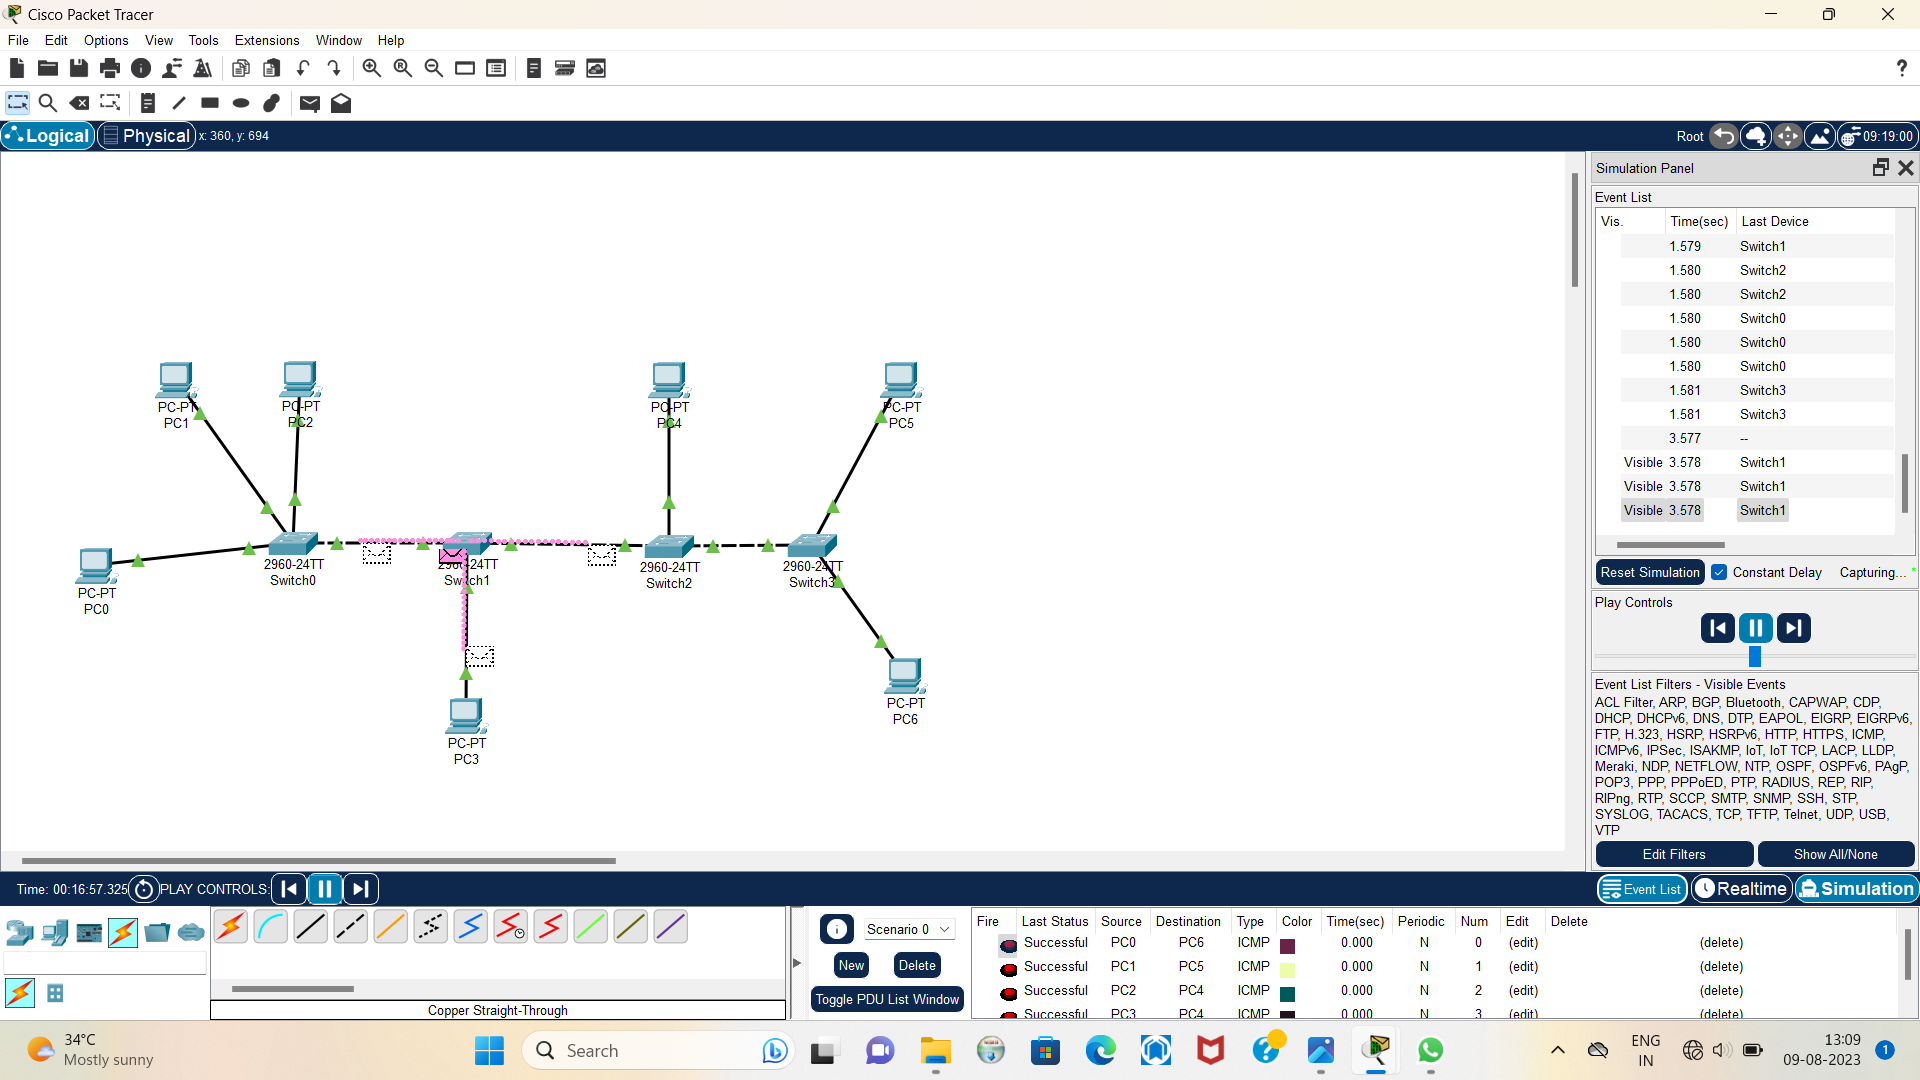 Cisco Packet Tracer
File Edit Options View Tools Extensions Window Help
?
Logical Physical x: 360, y: 694
Root 09:19:00
Simulation Panel
Event List
Vis. Time(sec) Last Device
1.579 Switch1
1.580 Switch2
1.580 Switch2
1.580 Switch0
1.580 Switch0
1.580 Switch0
1.581 Switch3
1.581 Switch3
3.577 --
Visible 3.578 Switch1
Visible 3.578 Switch1
Visible 3.578 Switch1
Reset Simulation Constant Delay Capturing...
Play Controls
Event List Filters - Visible Events
ACL Filter, ARP, BGP, Bluetooth, CAPWAP, CDP,
DHCP, DHCPv6, DNS, DTP, EAPOL, EIGRP, EIGRPv6,
FTP, H.323, HSRP, HSRPv6, HTTP, HTTPS, ICMP,
ICMPv6, IPSec, ISAKMP, IoT, IoT TCP, LACP, LLDP,
Meraki, NDP, NETFLOW, NTP, OSPF, OSPFv6, PAgP,
POP3, PPP, PPPoED, PTP, RADIUS, REP, RIP,
RIPng, RTP, SCCP, SMTP, SNMP, SSH, STP,
SYSLOG, TACACS, TCP, TFTP, Telnet, UDP, USB,
VTP
Edit Filters Show All/None
PC-PT
PC1
PC-PT
PC2
PC-PT
PC4
PC-PT
PC5
PC-PT
PC0
2960-24TT
Switch0
2960-24TT
Switch1
2960-24TT
Switch2
2960-24TT
Switch3
PC-PT
PC3
PC-PT
PC6
Time: 00:16:57.325 PLAY CONTROLS:
Event List Realtime Simulation
Copper Straight-Through
Scenario 0
New Delete
Toggle PDU List Window
Fire Last Status Source Destination Type Color Time(sec) Periodic Num Edit Delete
Successful PC0 PC6 ICMP 0.000 N 0 (edit) (delete)
Successful PC1 PC5 ICMP 0.000 N 1 (edit) (delete)
Successful PC2 PC4 ICMP 0.000 N 2 (edit) (delete)
Successful PC3 PC4 ICMP 0.000 N 3 (edit) (delete)
34°C
Mostly sunny
Search
ENG
IN
13:09
09-08-2023
1